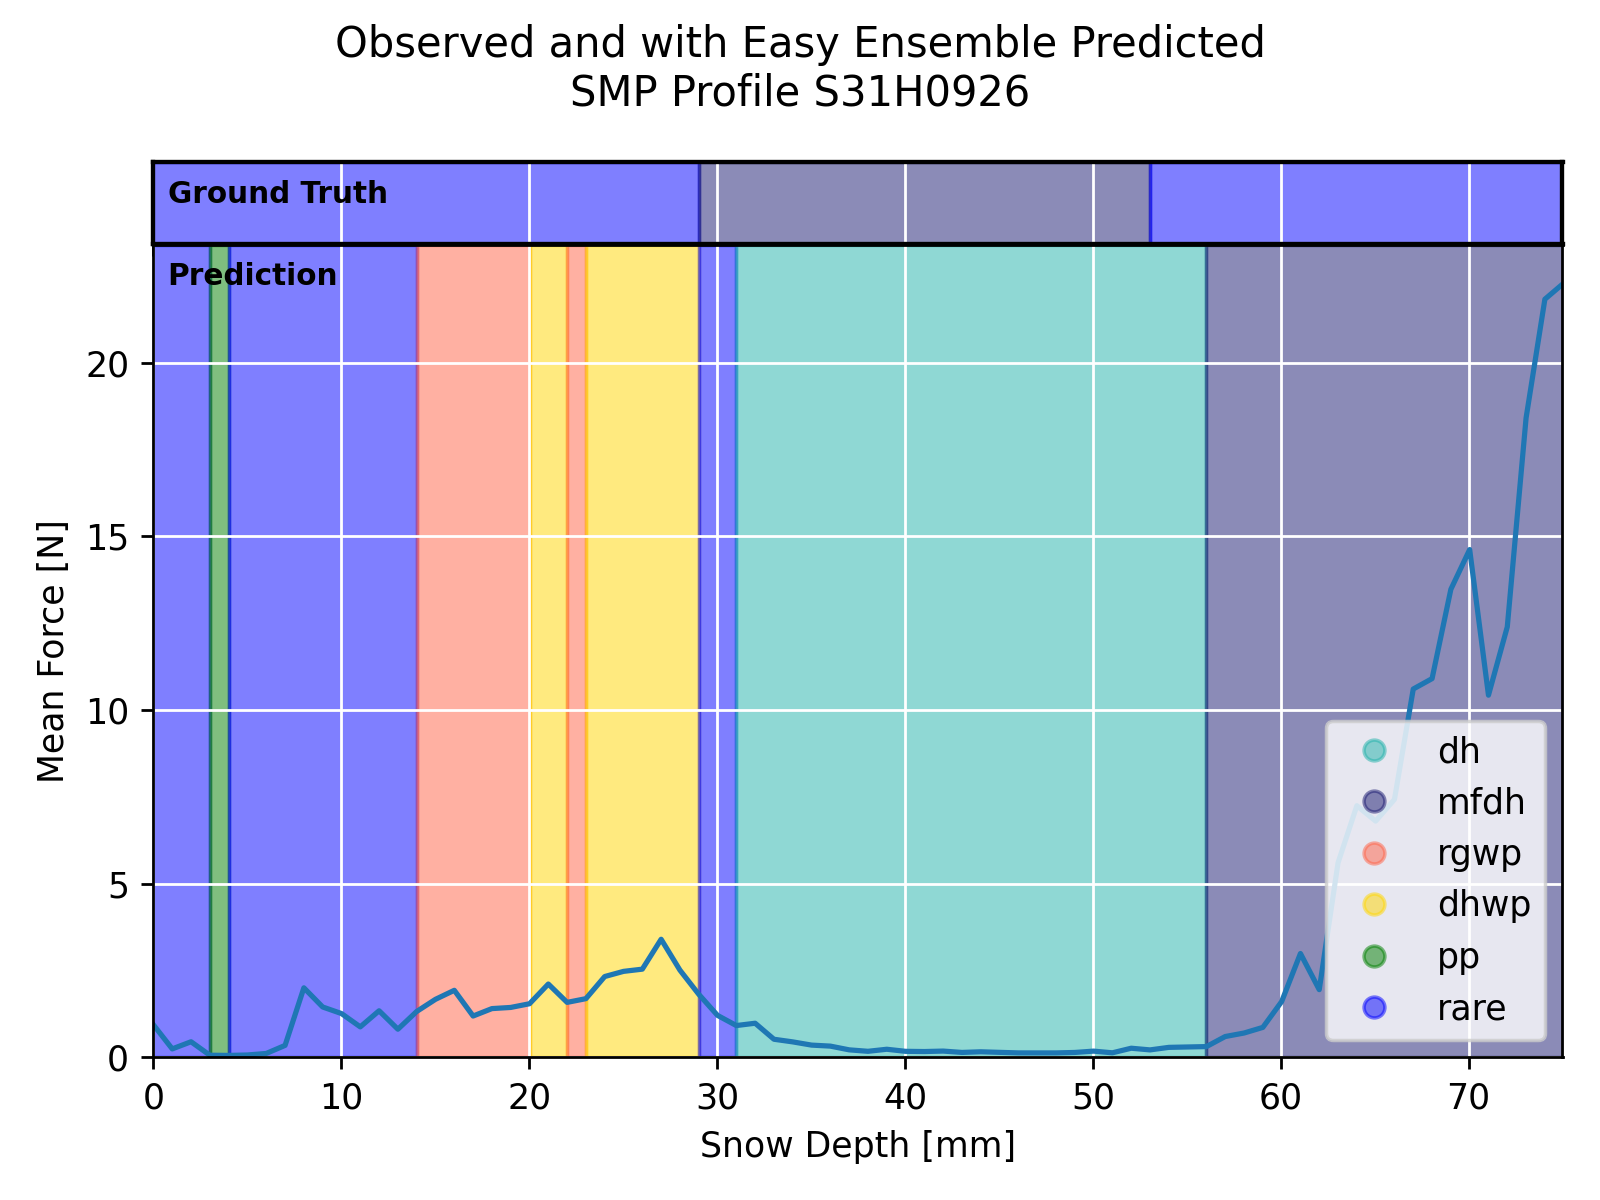 Observed and with Easy Ensemble Predicted
SMP Profile S31H0926
Ground Truth
Prediction
20
15
10
5
0
Mean Force [N]
dh
mfdh
rgwp
dhwp
pp
rare
0 10 20 30 40 50 60 70
Snow Depth [mm]